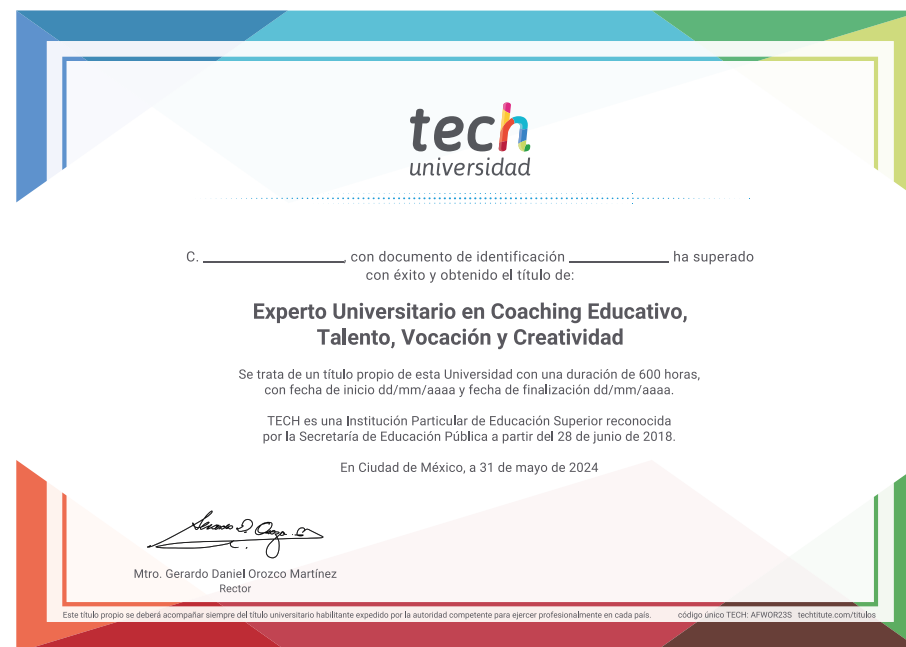 tech
universidad
C. ____________, con documento de identificación ____________ ha superado
con éxito y obtenido el título de:
Experto Universitario en Coaching Educativo,
Talento, Vocación y Creatividad
Se trata de un título propio de esta Universidad con una duración de 600 horas,
con fecha de inicio dd/mm/aaaa y fecha de finalización dd/mm/aaaa.
TECH es una Institución Particular de Educación Superior reconocida
por la Secretaría de Educación Pública a partir del 28 de junio de 2018.
En Ciudad de México, a 31 de mayo de 2024
Mtro. Gerardo Daniel Orozco Martínez
Rector
Este título propio se deberá acompañar siempre del título universitario habilitante expedido por la autoridad competente para ejercer profesionalmente en cada país. código único TECH: AFWOR23S techtitute.com/títulos